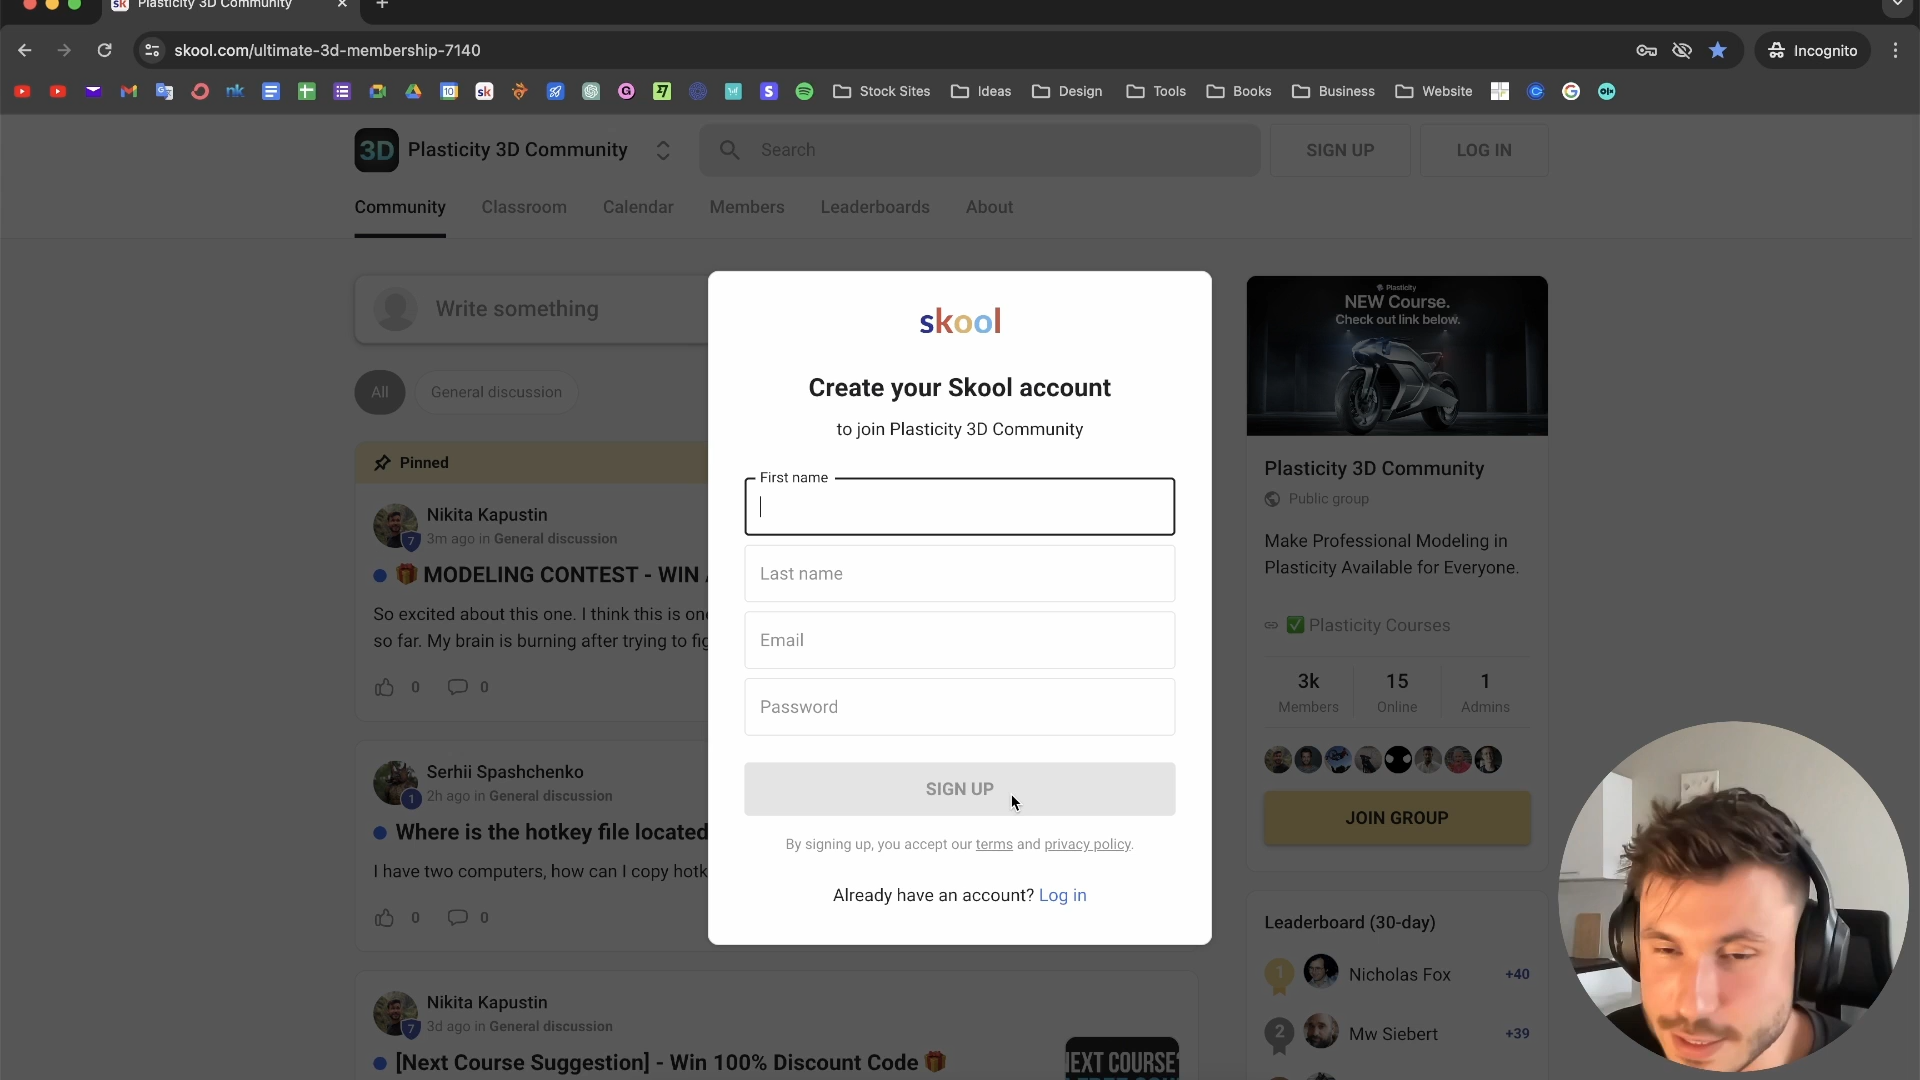 Plasticity 3D Community
skool.com/ultimate-3d-membership-7140
Incognito
Stock Sites
Ideas
Design
Tools
Books
Business
Website
3D
Plasticity 3D Community
Search
SIGN UP
LOG IN
Community
Classroom
Calendar
Members
Leaderboards
About
Write something
All
General discussion
Pinned
Nikita Kapustin
7
3m ago in General discussion
🎁 MODELING CONTEST - WIN
So excited about this one. I think this is one
so far. My brain is burning after trying to fig
0
0
Serhii Spashchenko
1
2h ago in General discussion
Where is the hotkey file located
I have two computers, how can I copy hotk
0
0
Nikita Kapustin
7
3d ago in General discussion
[Next Course Suggestion] - Win 100% Discount Code 🎁
NEXT COURSE
skool
Create your Skool account
to join Plasticity 3D Community
First name
Last name
Email
Password
SIGN UP
By signing up, you accept our terms and privacy policy.
Already have an account? Log in
Plasticity
NEW Course.
Check out link below.
Plasticity 3D Community
Public group
Make Professional Modeling in
Plasticity Available for Everyone.
✅ Plasticity Courses
3k
Members
15
Online
1
Admins
JOIN GROUP
Leaderboard (30-day)
1
Nicholas Fox
+40
2
Mw Siebert
+39